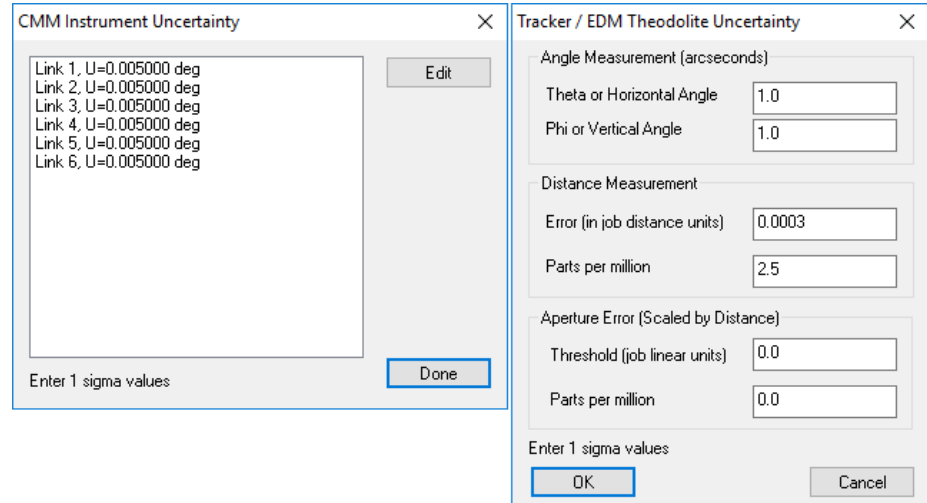 CMM Instrument Uncertainty
Link 1, U=0.005000 deg
Link 2, U=0.005000 deg
Link 3, U=0.005000 deg
Link 4, U=0.005000 deg
Link 5, U=0.005000 deg
Link 6, U=0.005000 deg
Edit
Enter 1 sigma values
Done
Tracker / EDM Theodolite Uncertainty
Angle Measurement (arcseconds)
Theta or Horizontal Angle 1.0
Phi or Vertical Angle 1.0
Distance Measurement
Error (in job distance units) 0.0003
Parts per million 2.5
Aperture Error (Scaled by Distance)
Threshold (job linear units) 0.0
Parts per million 0.0
Enter 1 sigma values
OK Cancel